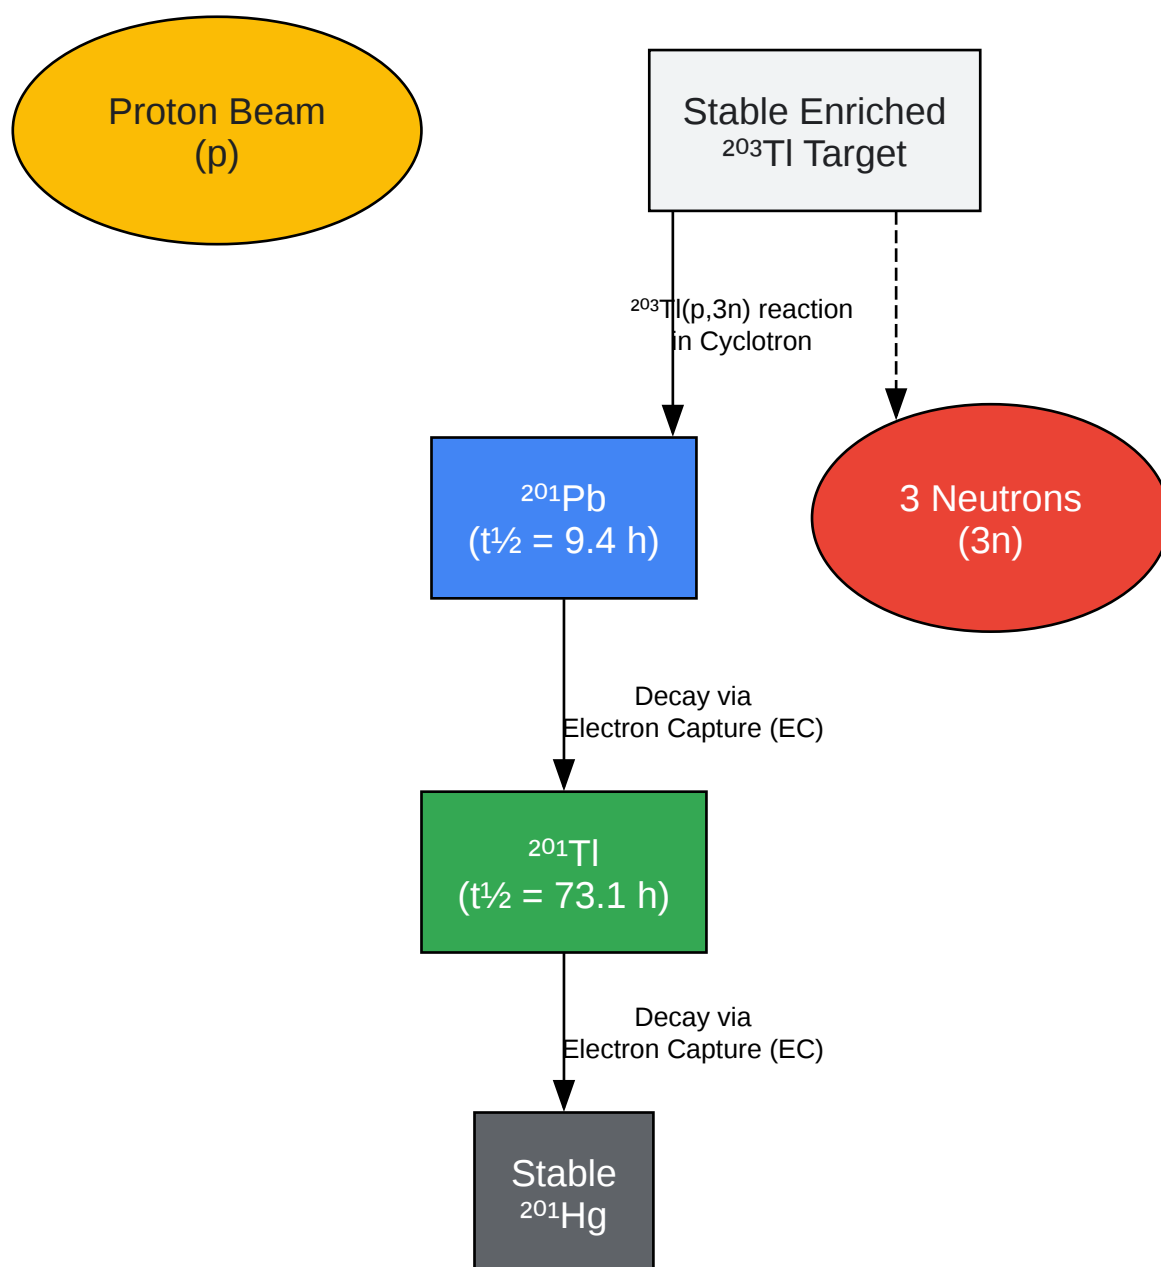 Proton Beam
(p)
Stable Enriched
²⁰³Tl Target
²⁰³Tl(p,3n) reaction
in Cyclotron
²⁰¹Pb
(t½ = 9.4 h)
3 Neutrons
(3n)
Decay via
Electron Capture (EC)
²⁰¹Tl
(t½ = 73.1 h)
Decay via
Electron Capture (EC)
Stable
²⁰¹Hg